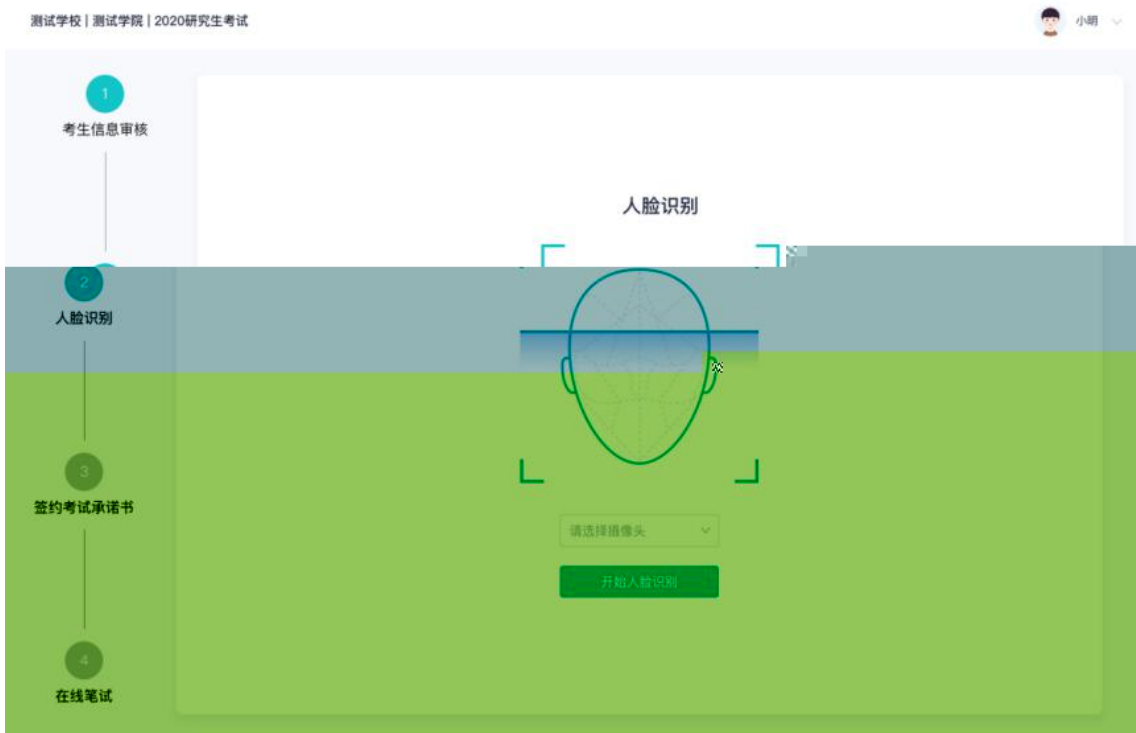 测试学校 | 测试学院 | 2020研究生考试
小明
1
考生信息审核
人脸识别
2
人脸识别
3
签约考试承诺书
请选择摄像头
开始人脸识别
4
在线笔试